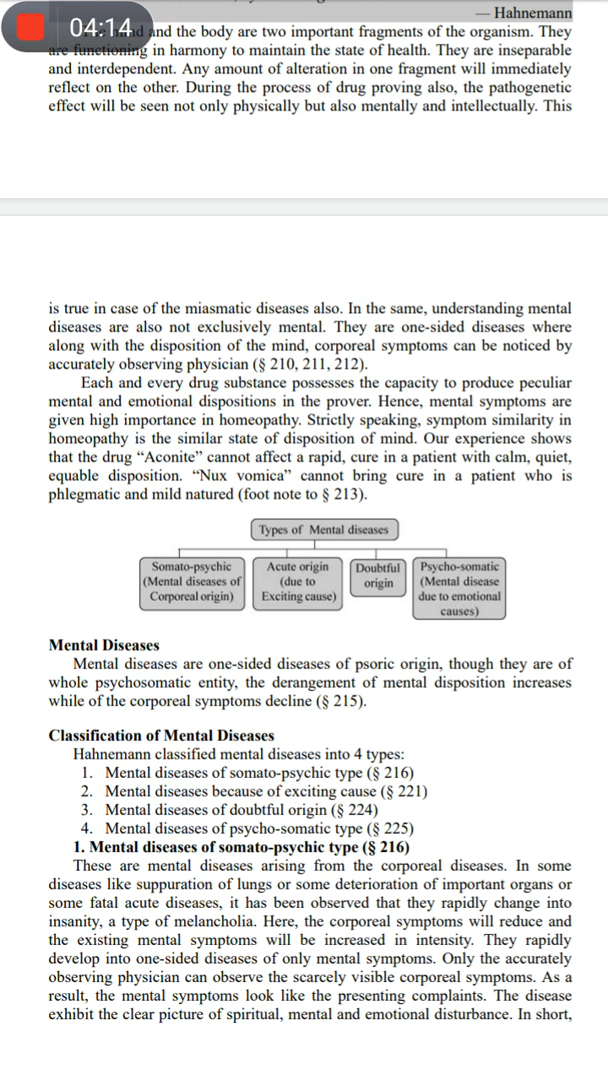 — Hahnemann
04:14
and the body are two important fragments of the organism. They
are functioning in harmony to maintain the state of health. They are inseparable
and interdependent. Any amount of alteration in one fragment will immediately
reflect on the other. During the process of drug proving also, the pathogenetic
effect will be seen not only physically but also mentally and intellectually. This
is true in case of the miasmatic diseases also. In the same, understanding mental
diseases are also not exclusively mental. They are one-sided diseases where
along with the disposition of the mind, corporeal symptoms can be noticed by
accurately observing physician (§ 210, 211, 212).
Each and every drug substance possesses the capacity to produce peculiar
mental and emotional dispositions in the prover. Hence, mental symptoms are
given high importance in homeopathy. Strictly speaking, symptom similarity in
homeopathy is the similar state of disposition of mind. Our experience shows
that the drug “Aconite” cannot affect a rapid, cure in a patient with calm, quiet,
equable disposition. “Nux vomica” cannot bring cure in a patient who is
phlegmatic and mild natured (foot note to § 213).
Types of Mental diseases
Somato-psychic
(Mental diseases of
Corporeal origin)
Acute origin
(due to
Exciting cause)
Doubtful
origin
Psycho-somatic
(Mental disease
due to emotional
causes)
Mental Diseases
Mental diseases are one-sided diseases of psoric origin, though they are of
whole psychosomatic entity, the derangement of mental disposition increases
while of the corporeal symptoms decline (§ 215).
Classification of Mental Diseases
Hahnemann classified mental diseases into 4 types:
1. Mental diseases of somato-psychic type (§ 216)
2. Mental diseases because of exciting cause (§ 221)
3. Mental diseases of doubtful origin (§ 224)
4. Mental diseases of psycho-somatic type (§ 225)
1. Mental diseases of somato-psychic type (§ 216)
These are mental diseases arising from the corporeal diseases. In some
diseases like suppuration of lungs or some deterioration of important organs or
some fatal acute diseases, it has been observed that they rapidly change into
insanity, a type of melancholia. Here, the corporeal symptoms will reduce and
the existing mental symptoms will be increased in intensity. They rapidly
develop into one-sided diseases of only mental symptoms. Only the accurately
observing physician can observe the scarcely visible corporeal symptoms. As a
result, the mental symptoms look like the presenting complaints. The disease
exhibit the clear picture of spiritual, mental and emotional disturbance. In short,